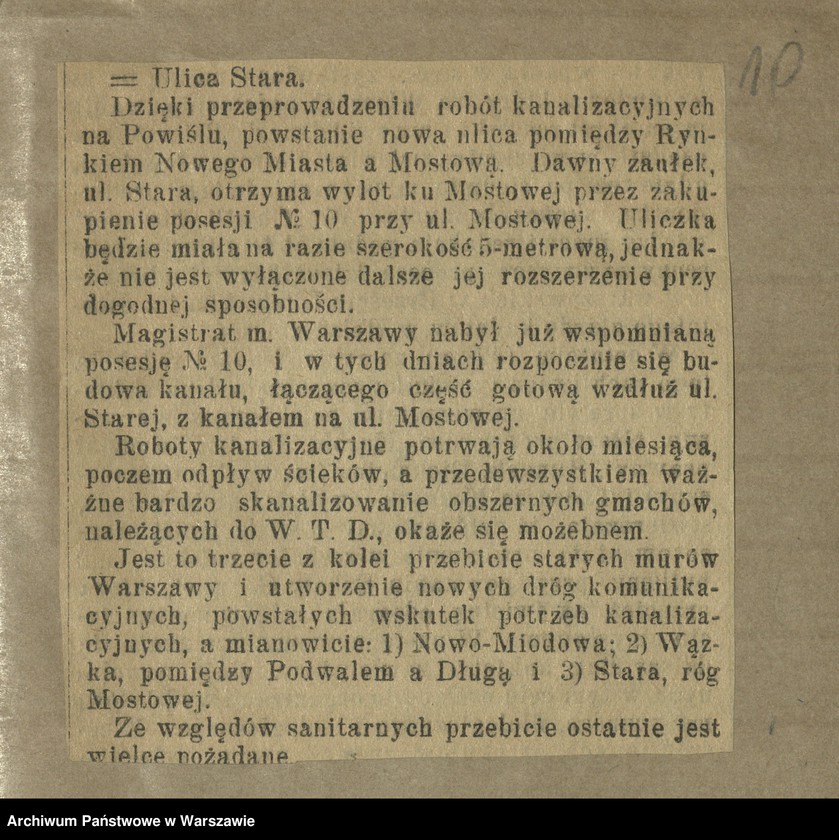 10
= Ulica Stara.
Dzięki przeprowadzeniu robót kanalizacyjnych
na Powiślu, powstanie nowa ulica pomiędzy Ryn-
kiem Nowego Miasta a Mostową. Dawny zaułek,
ul. Stara, otrzyma wylot ku Mostowej przez zaku-
pienie posesji № 10 przy ul. Mostowej. Uliczka
będzie miała na razie szerokość 5-metrową, jednak-
że nie jest wyłączone dalsze jej rozszerzenie przy
dogodnej sposobności.
Magistrat m. Warszawy nabył już wspomnianą
posesję № 10, i w tych dniach rozpocznie się bu-
dowa kanału, łączącego część gotową wzdłuż ul.
Starej, z kanałem na ul. Mostowej.
Roboty kanalizacyjne potrwają około miesiąca,
poczem odpływ ścieków, a przedewszystkiem waż-
żne bardzo skanalizowanie obszernych gmachów,
należących do W. T. D., okaże się możebnem.
Jest to trzecie z kolei przebicie starych murów
Warszawy i utworzenie nowych dróg komunika-
cyjnych, powstałych wskutek potrzeb kanaliza-
cyjnych, a mianowicie: 1) Nowo-Miodowa; 2) Wąz-
ka, pomiędzy Podwalem a Długą i 3) Stara, róg
Mostowej.
Ze względów sanitarnych przebicie ostatnie jest
wielce pożądane.
Archiwum Państwowe w Warszawie